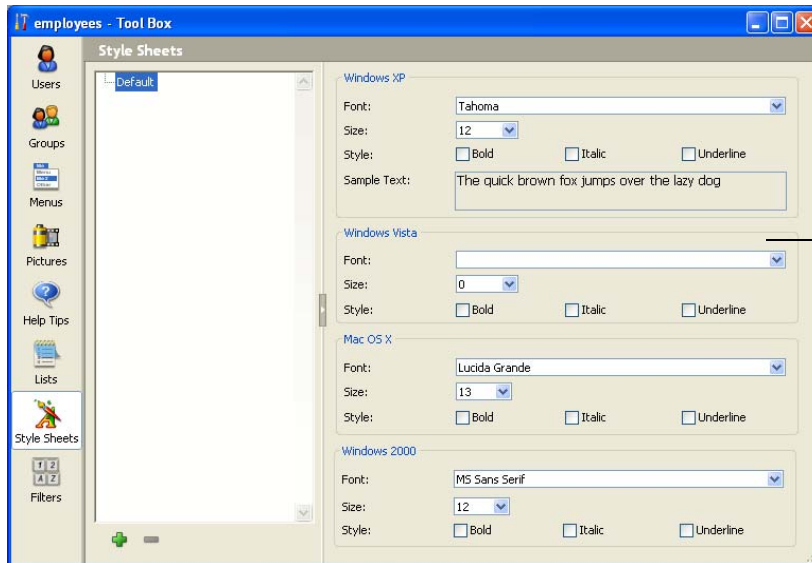 employees - Tool Box
Style Sheets
Users
Groups
Menus
Pictures
Help Tips
Lists
Style Sheets
Filters
Default
Windows XP
Font: Tahoma
Size: 12
Style: Bold Italic Underline
Sample Text: The quick brown fox jumps over the lazy dog
Windows Vista
Font:
Size: 0
Style: Bold Italic Underline
Mac OS X
Font: Lucida Grande
Size: 13
Style: Bold Italic Underline
Windows 2000
Font: MS Sans Serif
Size: 12
Style: Bold Italic Underline